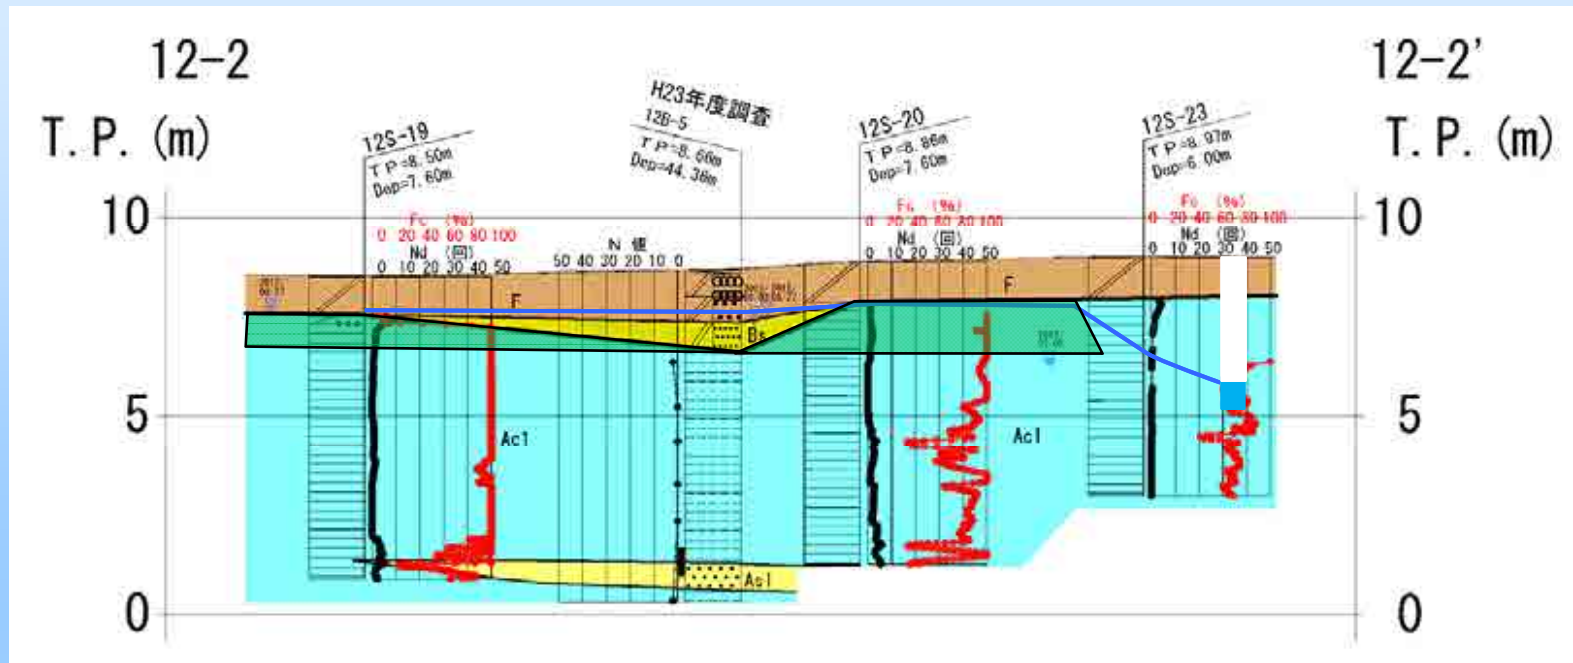 12-2
12-2'
T.P. (m)
T.P. (m)
H23年度調査
12S-19
TP=8.50m
Dep=7.60m
12B-5
TP=8.66m
Dep=44.36m
12S-20
TP=8.86m
Dep=7.60m
12S-23
TP=8.97m
Dep=6.00m
10
10
Fc (%)
0 20 40 60 80 100
Nd (回)
0 10 20 30 40 50
N 値
50 40 30 20 10 0
Fc (%)
0 20 40 60 80 100
Nd (回)
0 10 20 30 40 50
Fc (%)
0 20 40 60 80 100
Nd (回)
0 10 20 30 40 50
F
F
Bs
5
5
Ac1
Ac1
As1
0
0